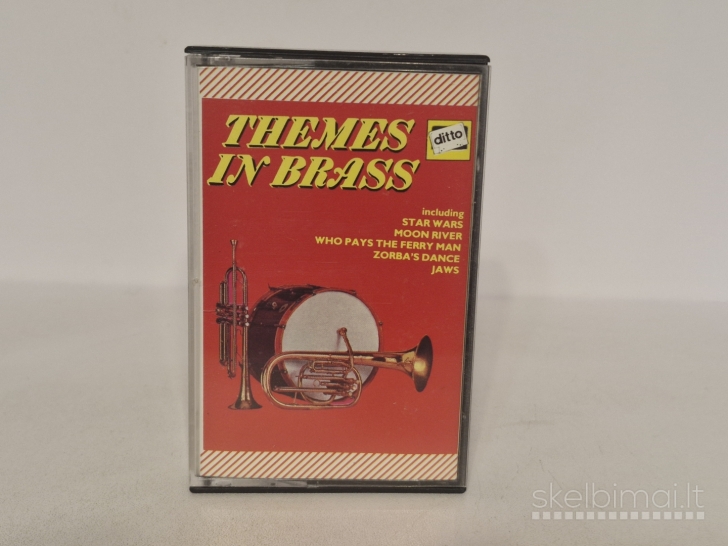 THEMES
IN BRASS
ditto
including
STAR WARS
MOON RIVER
WHO PAYS THE FERRY MAN
ZORBA'S DANCE
JAWS
skelbimai.lt